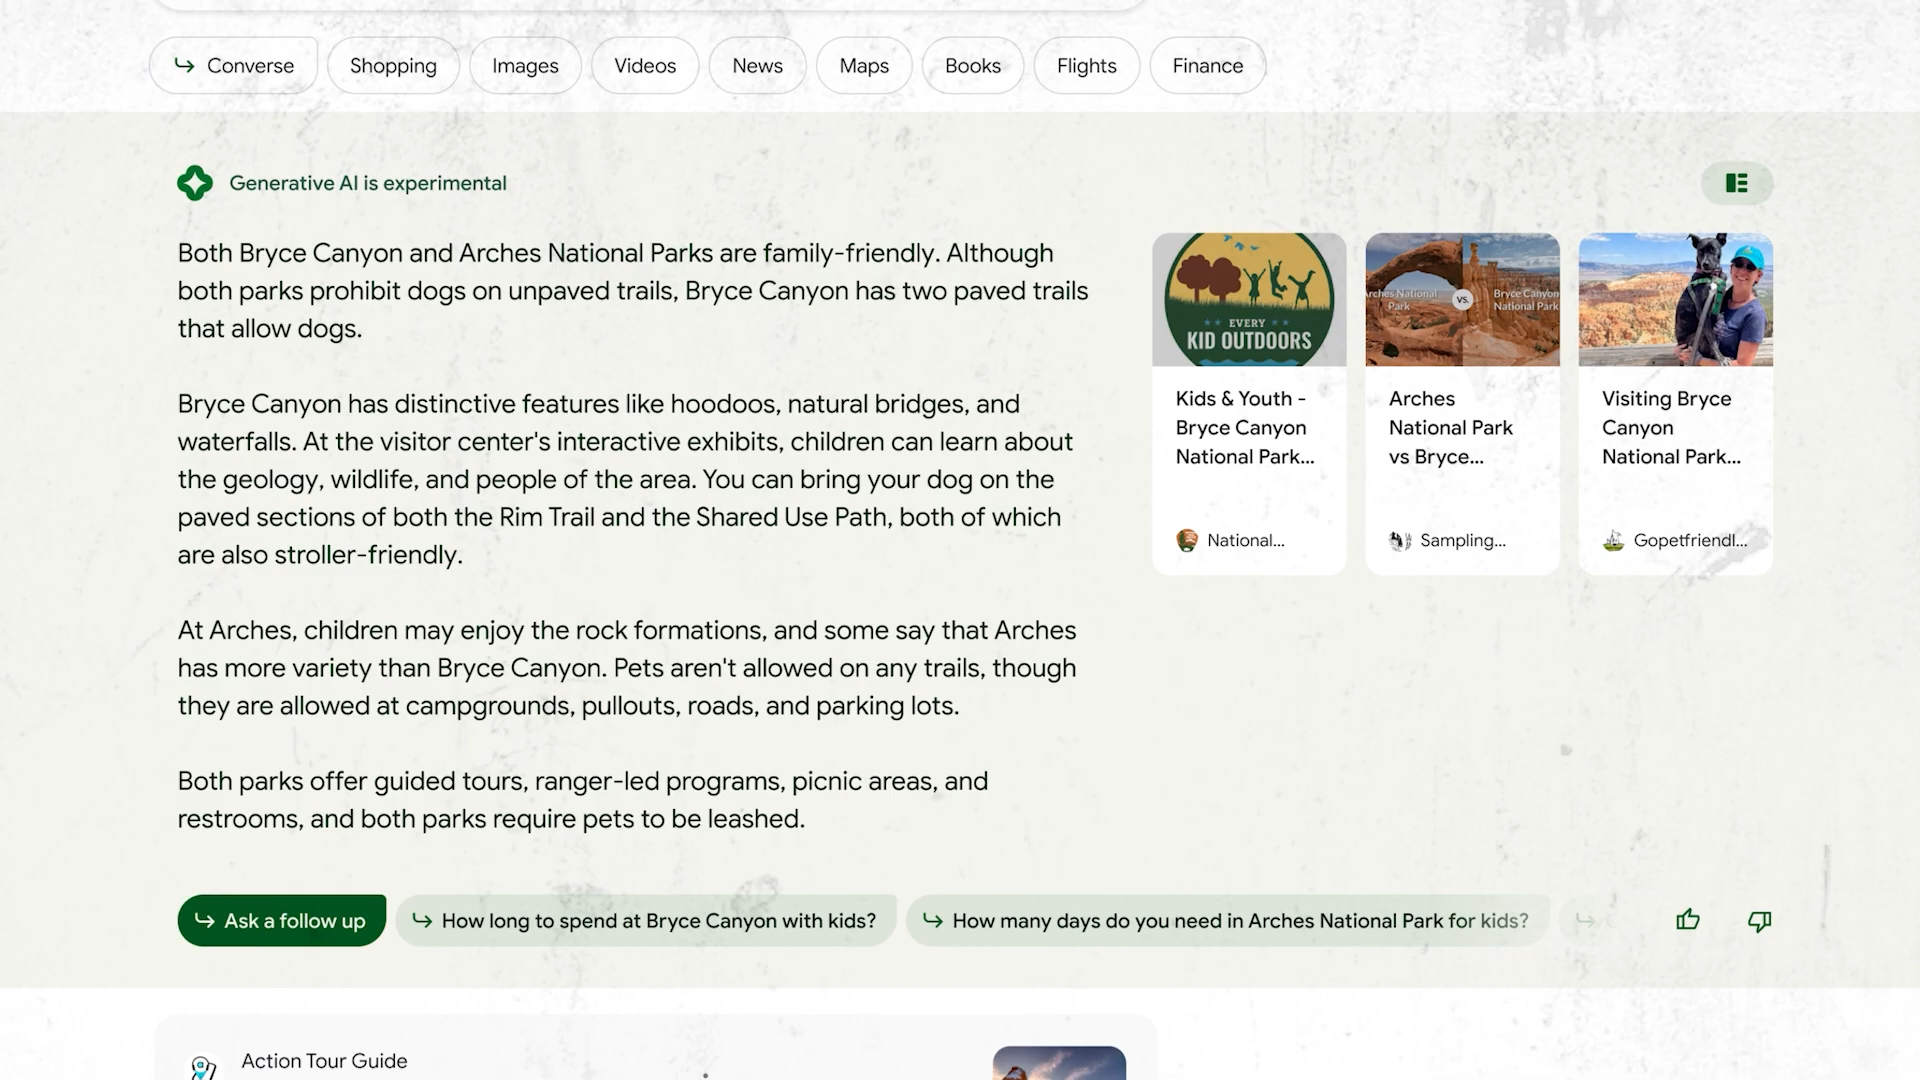 Converse
Shopping
Images
Videos
News
Maps
Books
Flights
Finance
Generative AI is experimental
Both Bryce Canyon and Arches National Parks are family-friendly. Although
both parks prohibit dogs on unpaved trails, Bryce Canyon has two paved trails
that allow dogs.
Bryce Canyon has distinctive features like hoodoos, natural bridges, and
waterfalls. At the visitor center's interactive exhibits, children can learn about
the geology, wildlife, and people of the area. You can bring your dog on the
paved sections of both the Rim Trail and the Shared Use Path, both of which
are also stroller-friendly.
At Arches, children may enjoy the rock formations, and some say that Arches
has more variety than Bryce Canyon. Pets aren't allowed on any trails, though
they are allowed at campgrounds, pullouts, roads, and parking lots.
Both parks offer guided tours, ranger-led programs, picnic areas, and
restrooms, and both parks require pets to be leashed.
EVERY
KID OUTDOORS
Kids & Youth -
Bryce Canyon
National Park...
National...
Arches National
Park
VS.
Bryce Canyon
National Park
Arches
National Park
vs Bryce...
Sampling...
Visiting Bryce
Canyon
National Park...
Gopetfriendl...
Ask a follow up
How long to spend at Bryce Canyon with kids?
How many days do you need in Arches National Park for kids?
Action Tour Guide